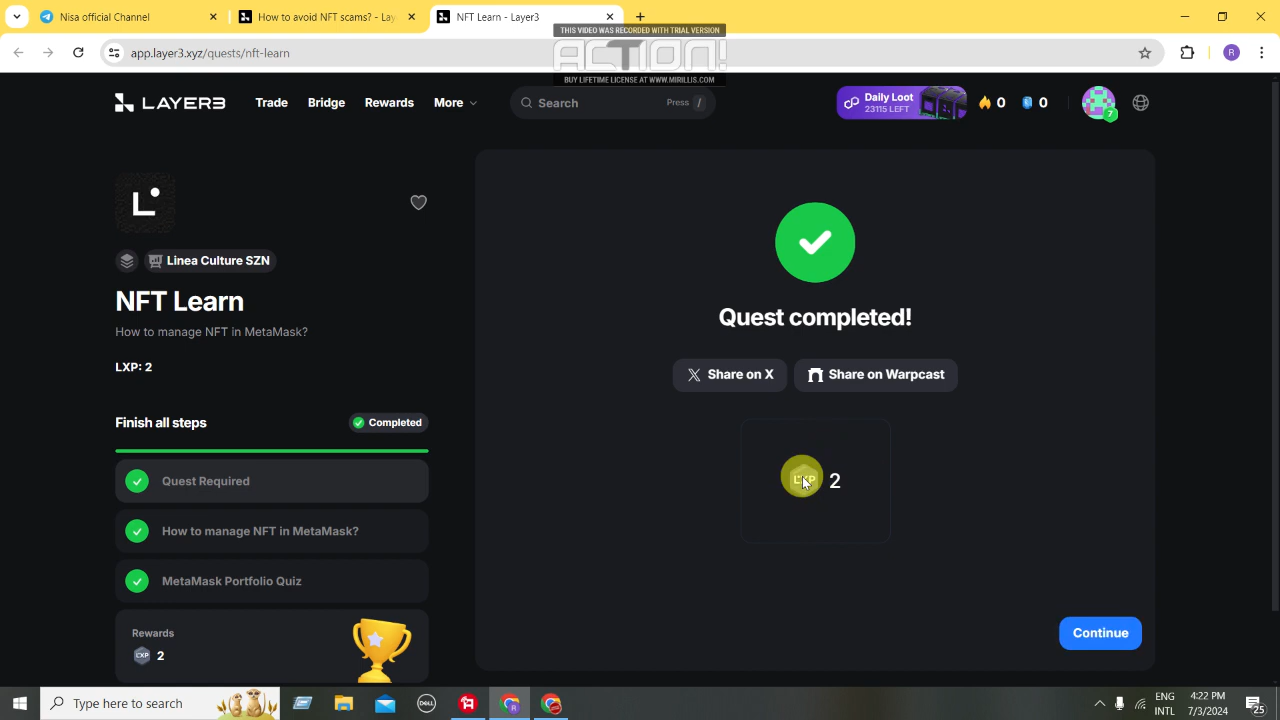 Nisa official Channel
How to avoid NFT scams? - Lay
NFT Learn - Layer3
THIS VIDEO WAS RECORDED WITH TRIAL VERSION
ACTION!
BUY LIFETIME LICENSE AT WWW.MIRILLIS.COM
app.layer3.xyz/quests/nft-learn
R
LAYER3
Trade
Bridge
Rewards
More
Search
Press /
Daily Loot
23115 LEFT
0
0
7
Linea Culture SZN
NFT Learn
How to manage NFT in MetaMask?
LXP: 2
Finish all steps
Completed
Quest Required
How to manage NFT in MetaMask?
MetaMask Portfolio Quiz
Rewards
LXP 2
Quest completed!
Share on X
Share on Warpcast
LXP 2
Continue
Type here to search
DELL
R
ENG
INTL
4:22 PM
7/3/2024
25